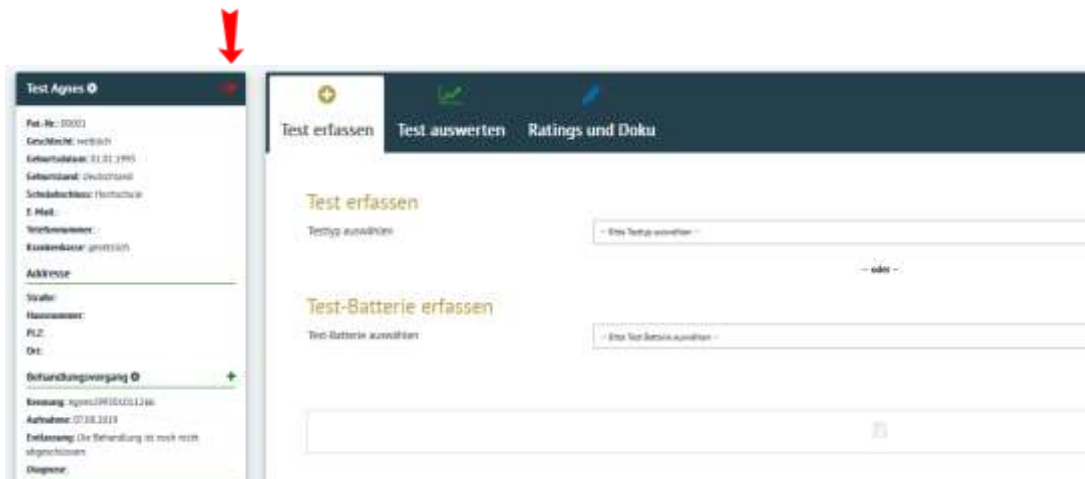 Test Agnes
Pat.-Nr.: 00001
Geschlecht: weiblich
Geburtsdatum: 01.01.1995
Geburtsland: Deutschland
Schulabschluss: Hochschule
E-Mail:
Telefonnummer:
Krankenkasse: gesetzlich
Addresse
Straße:
Hausnummer:
PLZ:
Ort:
Behandlungsvorgang
Kennung:
Aufnahme: 07.08.2019
Entlassung: Die Behandlung ist noch nicht
abgeschlossen
Diagnose:
Test erfassen
Test auswerten
Ratings und Doku
Test erfassen
Testtyp auswählen
-- Bitte Testtyp auswählen --
-- oder --
Test-Batterie erfassen
Test-Batterie auswählen
-- Bitte Test-Batterie auswählen --